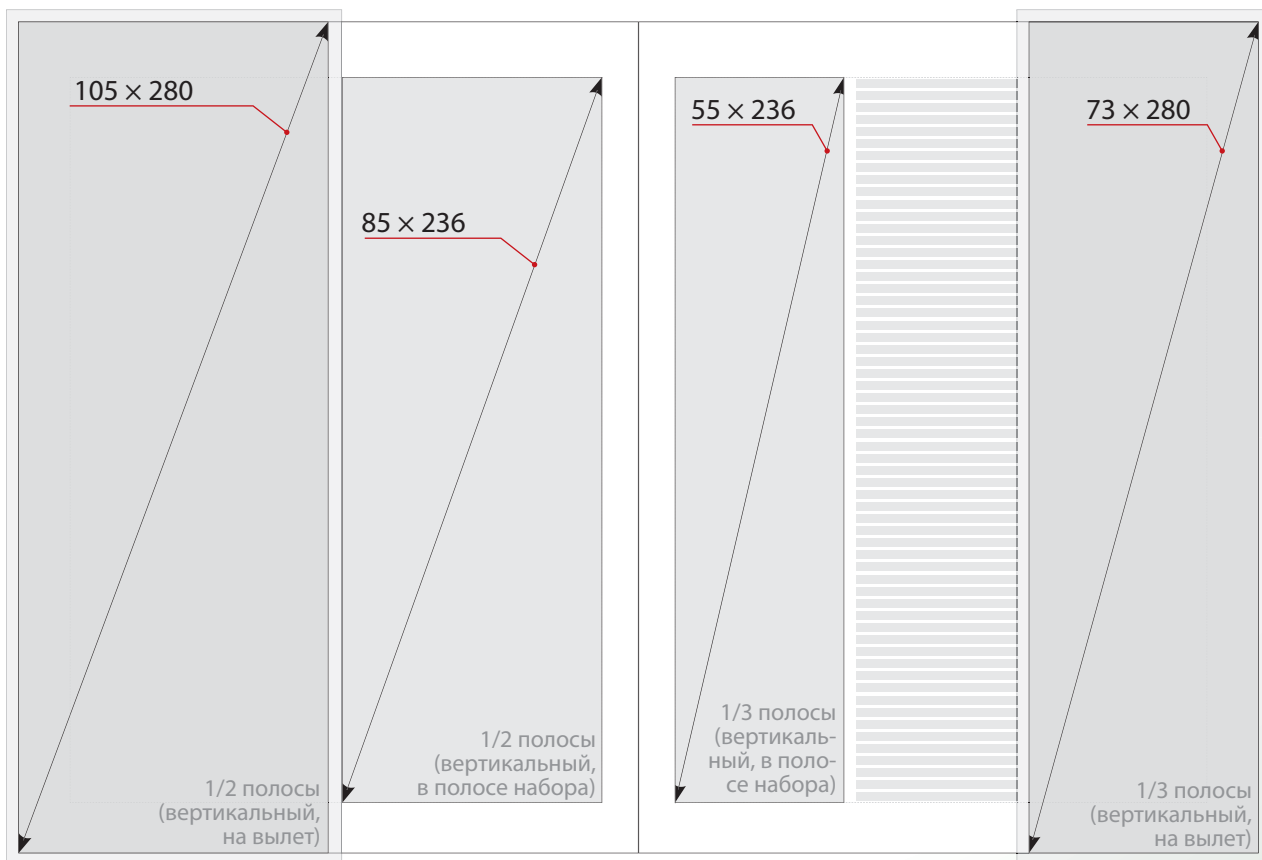 105 × 280
1/2 полосы
(вертикальный,
на вылет)
85 × 236
1/2 полосы
(вертикальный,
в полосе набора)
55 × 236
1/3 полосы
(вертикаль-
ный, в поло-
се набора)
73 × 280
1/3 полосы
(вертикальный,
на вылет)